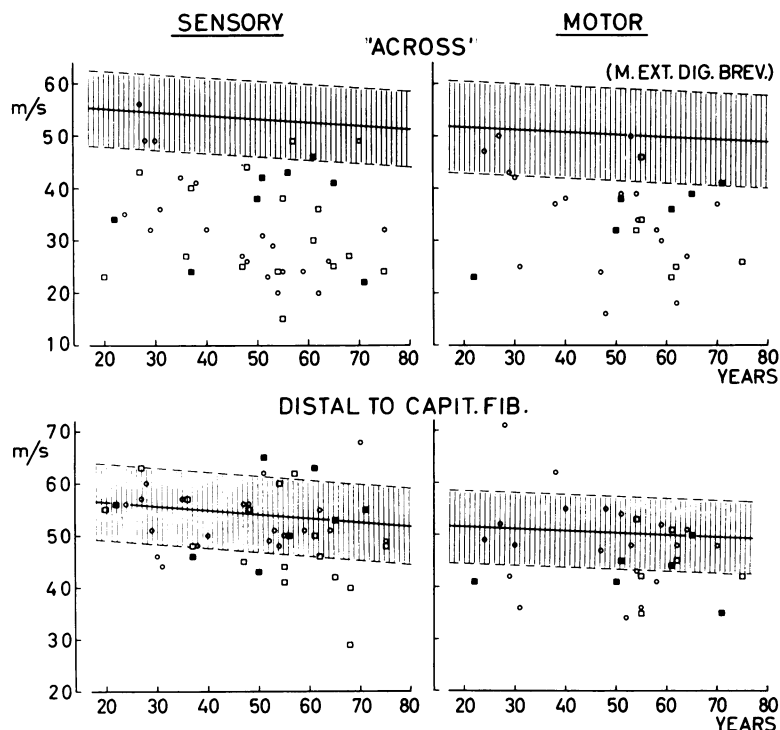 SENSORY MOTOR
"ACROSS"
(M. EXT. DIG. BREV.)
m/s
60
50
40
30
20
10
20 30 40 50 60 70 80 20 30 40 50 60 70 80
YEARS
DISTAL TO CAPIT. FIB.
m/s
70
60
50
40
30
20
20 30 40 50 60 70 80 20 30 40 50 60 70 80
YEARS